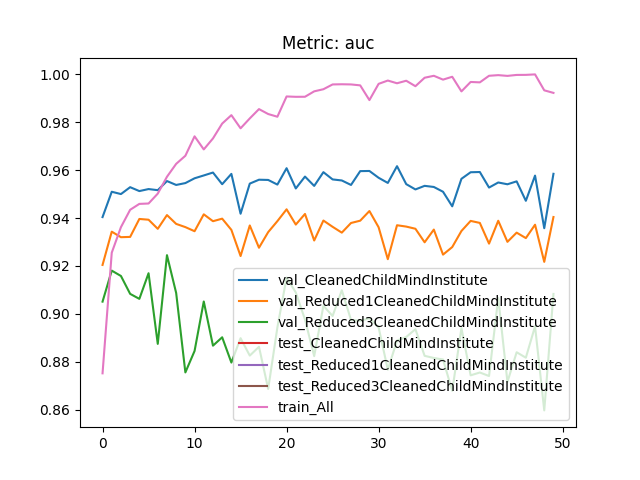 Metric: auc
1.00
0.98
0.96
0.94
0.92
0.90
0.88
0.86
val_CleanedChildMindInstitute
val_Reduced1CleanedChildMindInstitute
val_Reduced3CleanedChildMindInstitute
test_CleanedChildMindInstitute
test_Reduced1CleanedChildMindInstitute
test_Reduced3CleanedChildMindInstitute
train_All
0 10 20 30 40 50